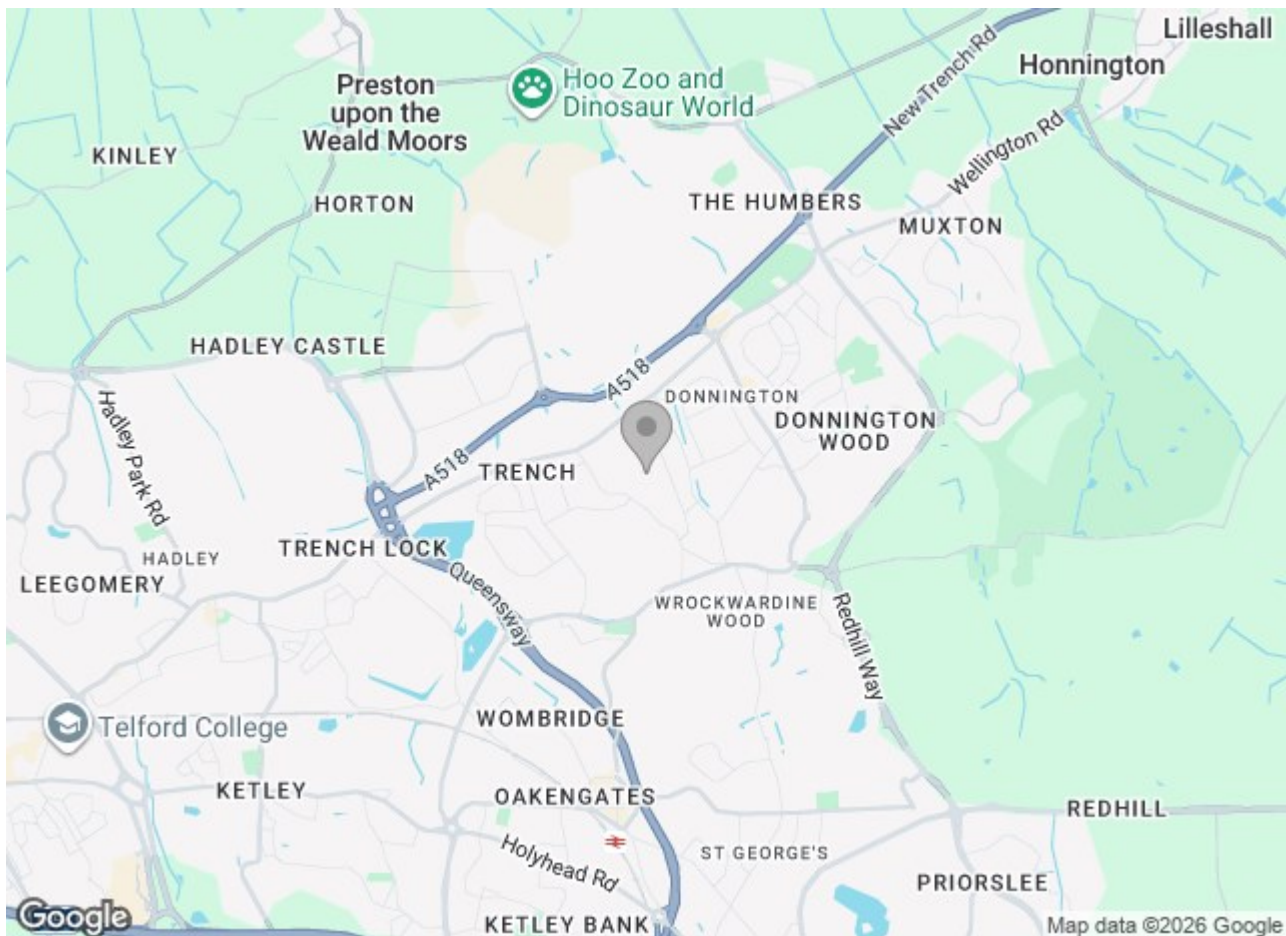 Lilleshall
Honnington
New Trench Rd
Hoo Zoo and
Dinosaur World
Preston
upon the
Weald Moors
Wellington Rd
KINLEY
HORTON
THE HUMBERS
MUXTON
HADLEY CASTLE
A518
DONNINGTON
Hadley Park Rd
DONNINGTON
WOOD
A518
TRENCH
TRENCH LOCK
HADLEY
LEEGOMERY
Queensway
WROCKWARDINE
WOOD
Redhill Way
Telford College
WOMBRIDGE
KETLEY
OAKENGATES
REDHILL
Holyhead Rd
ST GEORGE'S
PRIORSLEE
KETLEY BANK
Google
Map data ©2026 Google